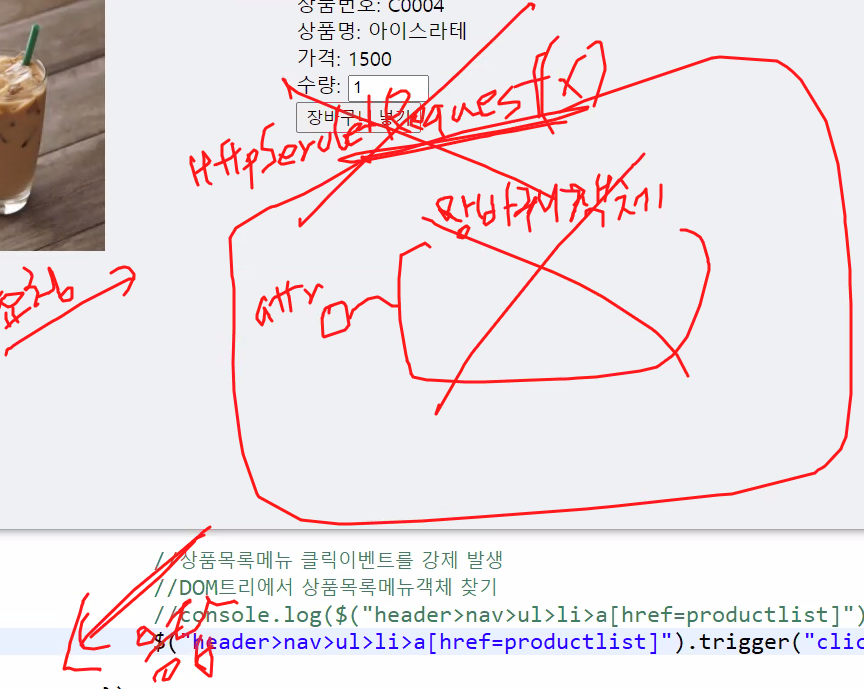 상품번호: C0004
상품명: 아이스라테
가격: 1500
수량: 1
장바구니 넣기
HttpServletRequest(X)
장바구니객체
attr
요청
//상품목록메뉴 클릭이벤트를 강제 발생
//DOM트리에서 상품목록메뉴객체 찾기
//console.log($("header>nav>ul>li>a[href=productlist]")
$("header>nav>ul>li>a[href=productlist]").trigger("clic
응답